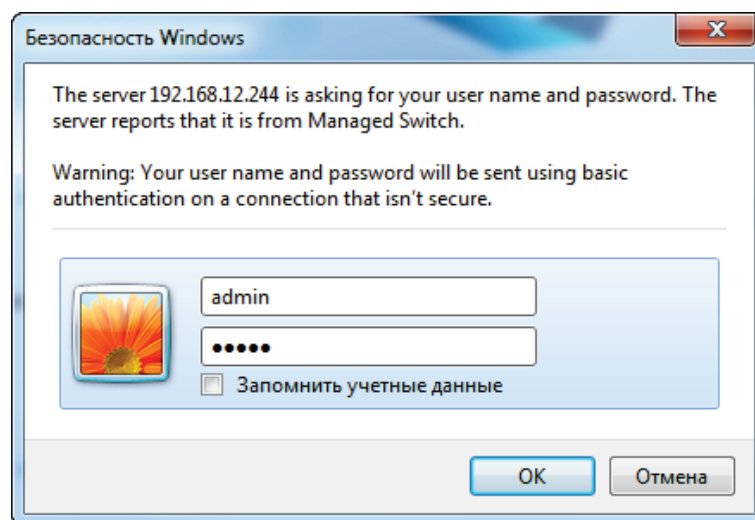 Безопасность Windows
The server 192.168.12.244 is asking for your user name and password. The
server reports that it is from Managed Switch.
Warning: Your user name and password will be sent using basic
authentication on a connection that isn't secure.
admin
●●●●●
Запомнить учетные данные
OK
Отмена